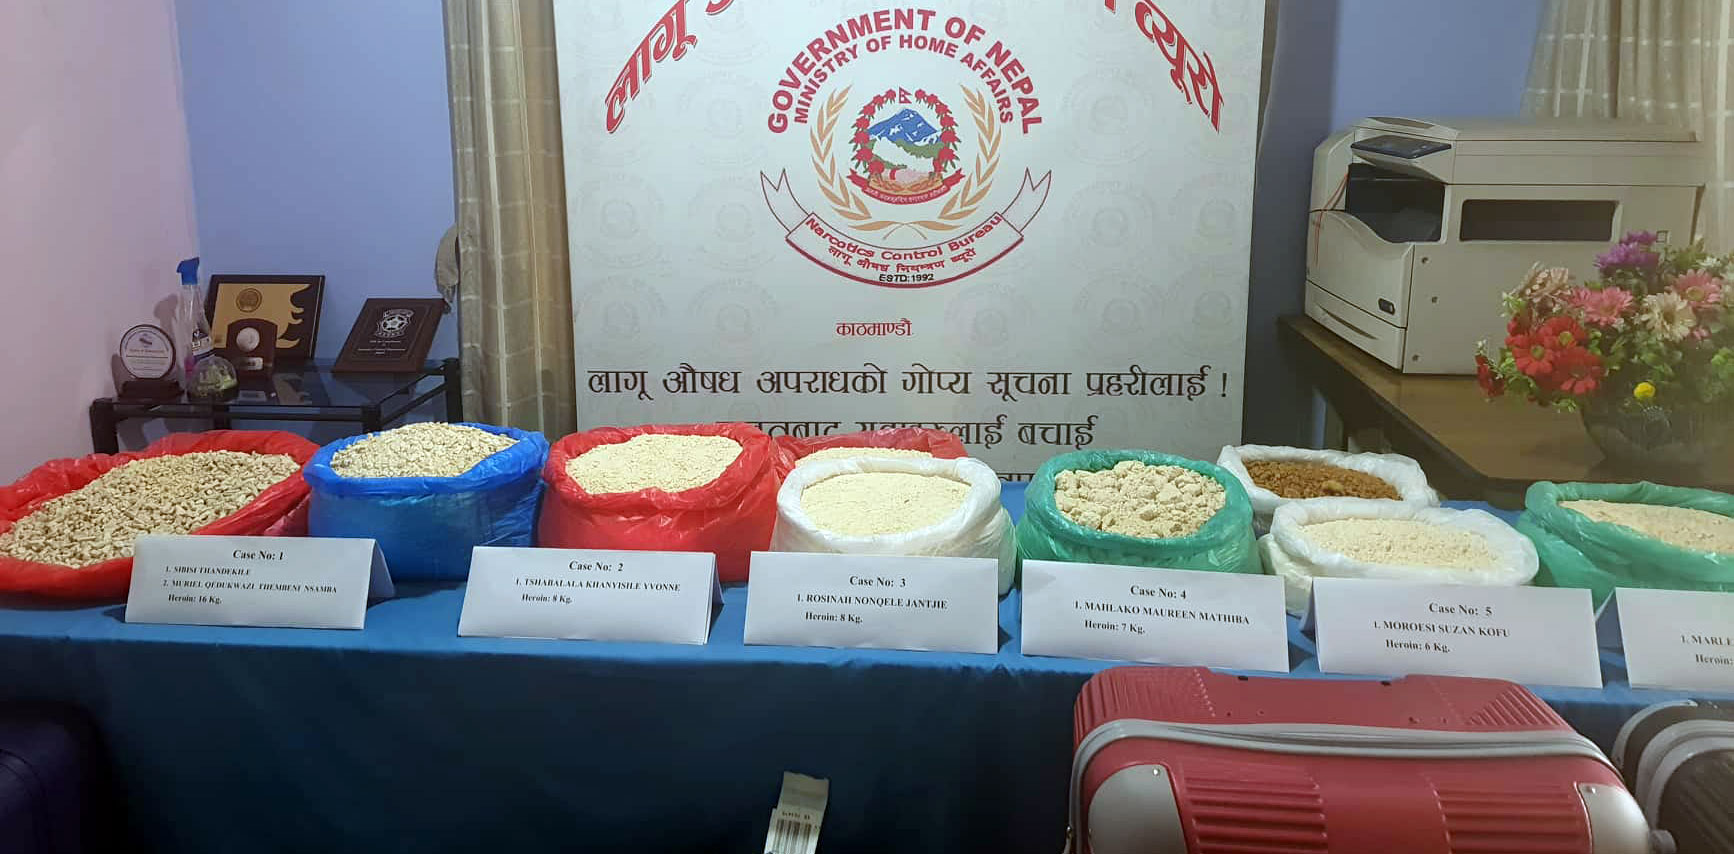 लागू
ब्यूरो
GOVERNMENT OF NEPAL
MINISTRY OF HOME AFFAIRS
Narcotics Control Bureau
लागू औषध नियन्त्रण ब्यूरो
ESTD:1992
काठमाण्डौ
लागू औषध अपराधको गोप्य सूचना प्रहरीलाई !
बचाई
Case No: 1
1. SIBISI THANDEKILE
2. MURIEL QEDUKWAZI THEMBENI NSAMBA
Heroin: 16 Kg.
Case No: 2
1. TSHABALALA KHANYISILE YVONNE
Heroin: 8 Kg.
Case No: 3
1. ROSINAH NONQELE JANTJIE
Heroin: 8 Kg.
Case No: 4
1. MAHLAKO MAUREEN MATHIBA
Heroin: 7 Kg.
Case No: 5
1. MOROESI SUZAN KOFU
Heroin: 6 Kg.
1. MARLE
Heroin: